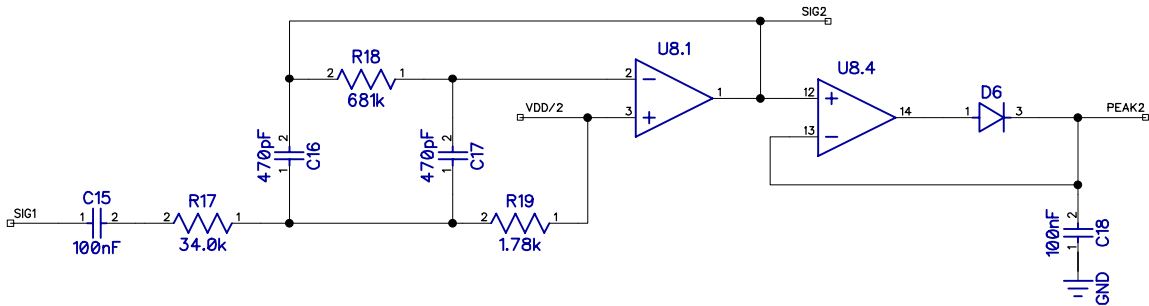 SIG2
R18
2
1
681k
U8.1
2
3
1
VDD/2
U8.4
12
13
14
D6
1
3
PEAK2
2
1
470pF
C16
2
1
470pF
C17
SIG1
C15
1
2
100nF
R17
2
1
34.0k
R19
2
1
1.78k
2
1
100nF
C18
GND